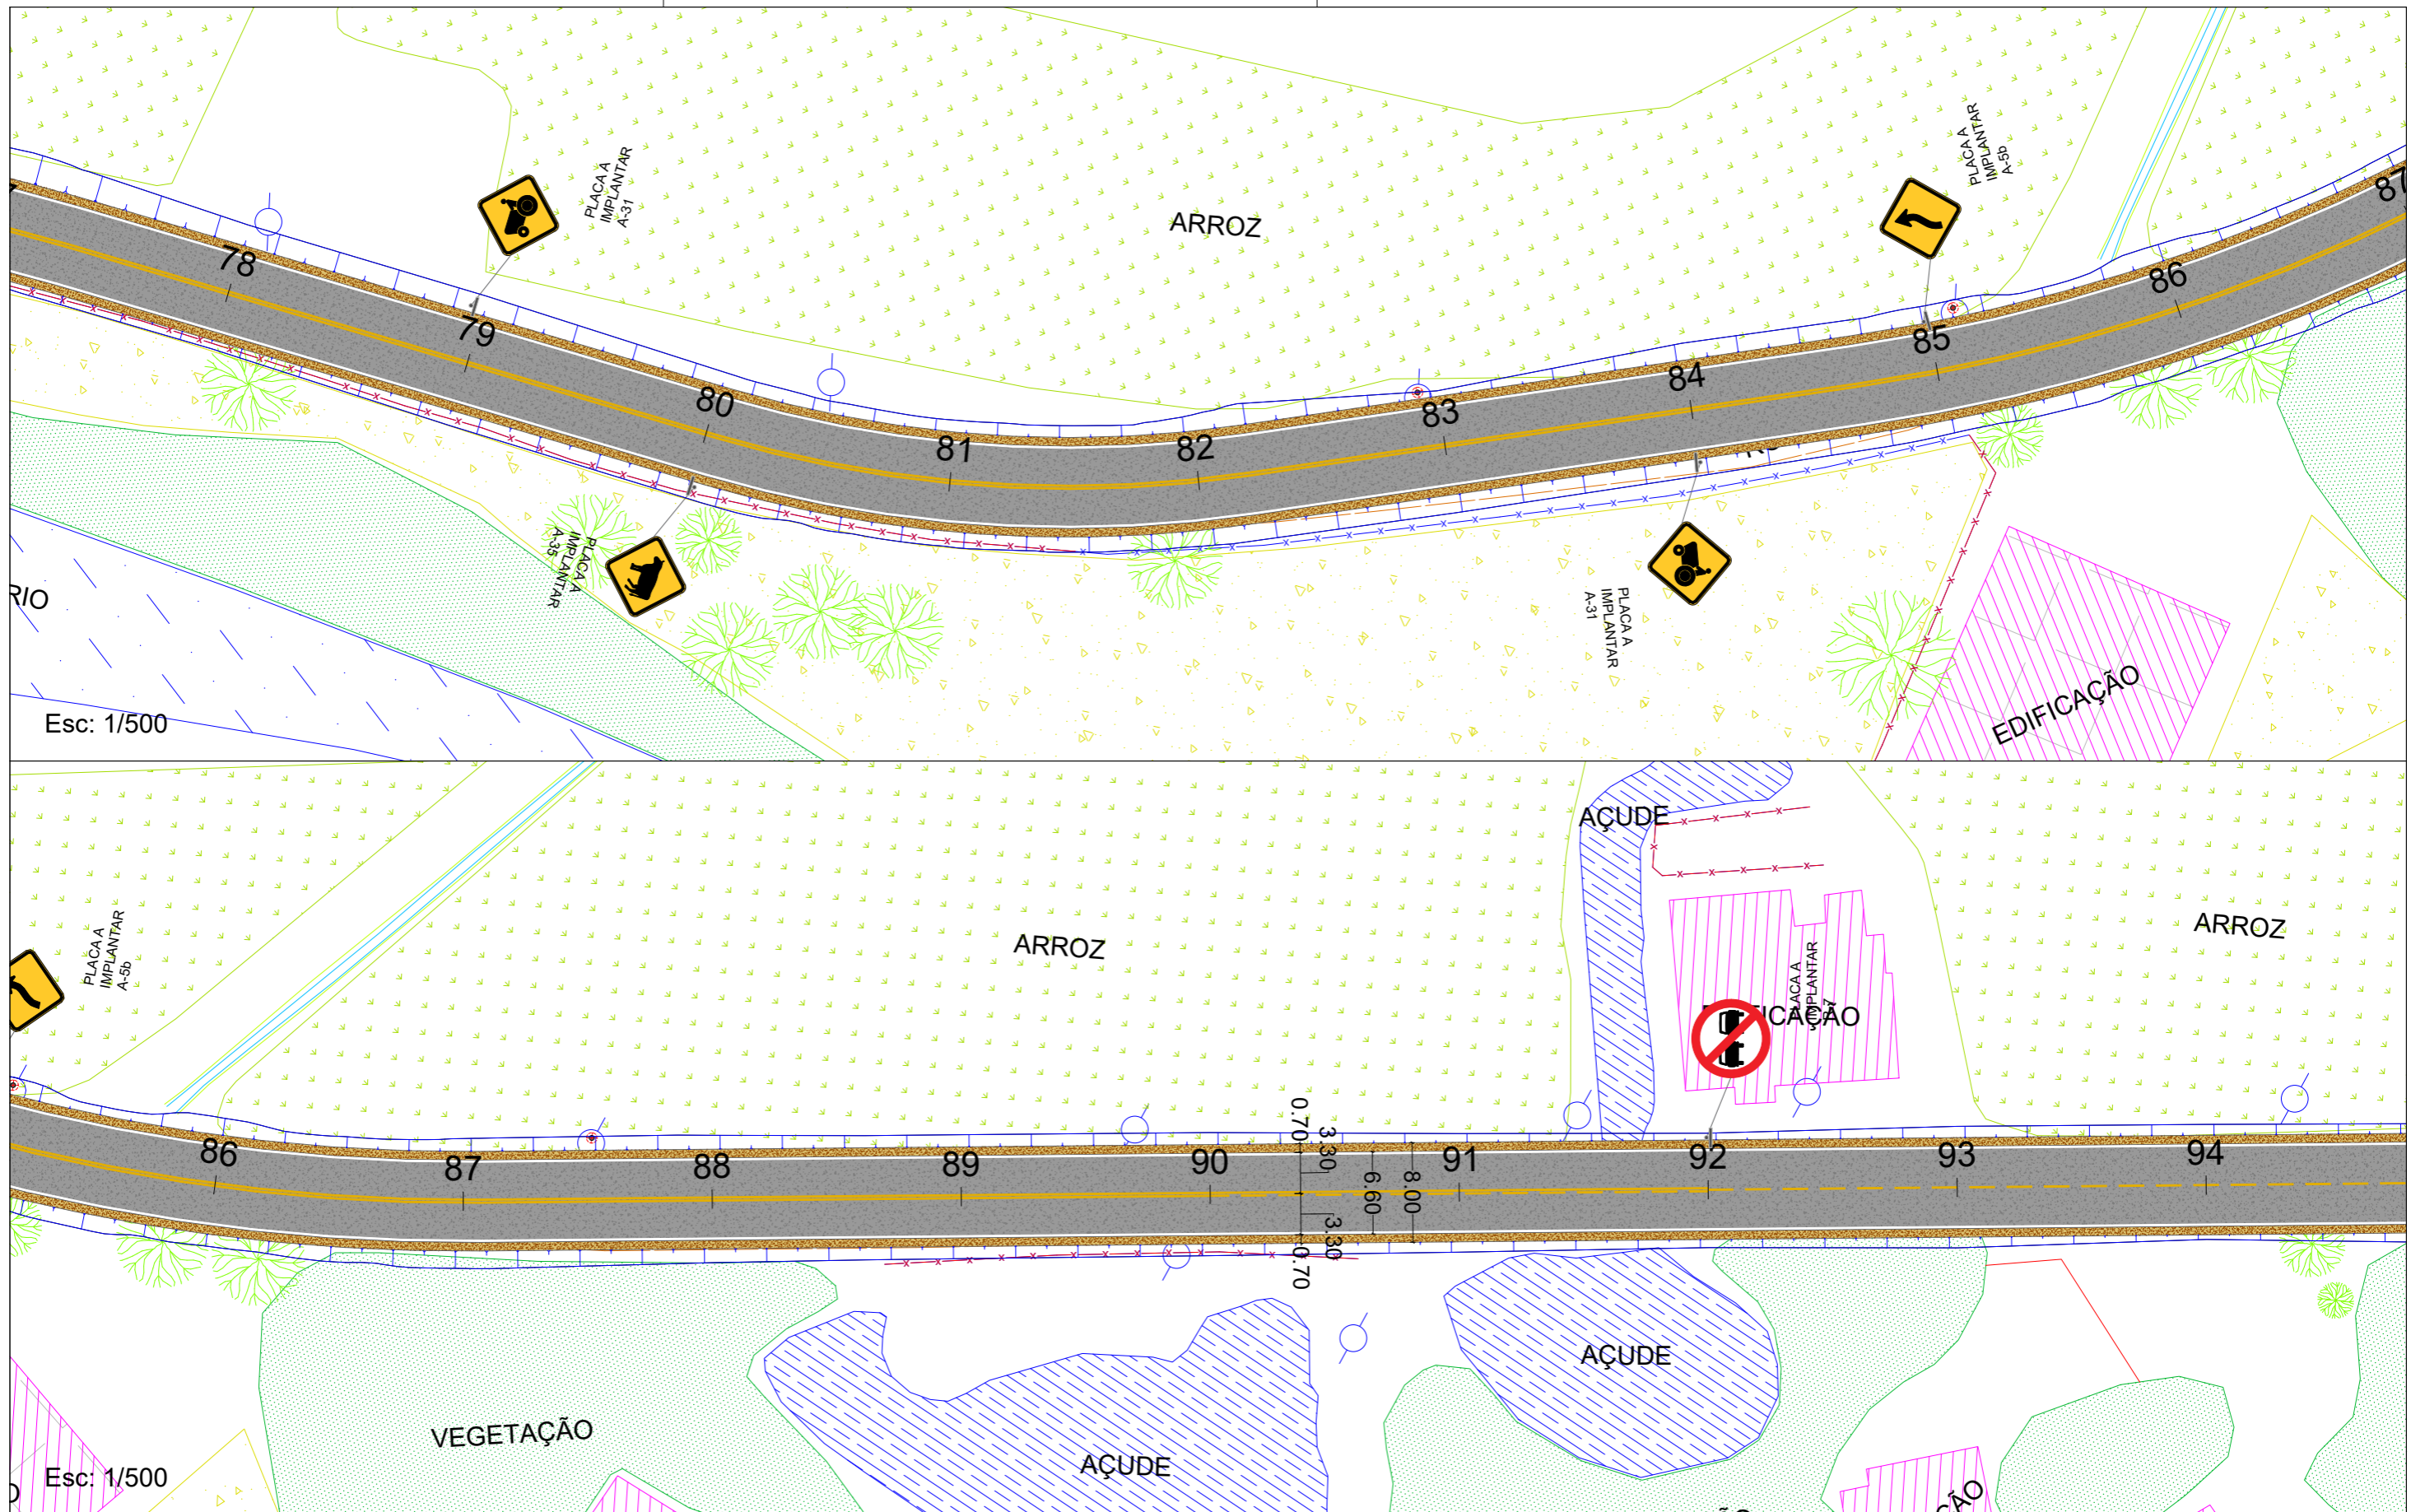 PLACA A
IMPLANTAR
A-31
ARROZ
PLACA A
IMPLANTAR
A-5b
78
79
80
81
82
83
84
85
86
87
PLACA A
IMPLANTAR
A-35
PLACA A
IMPLANTAR
A-31
RIO
EDIFICAÇÃO
Esc: 1/500
AÇUDE
PLACA A
IMPLANTAR
A-5b
ARROZ
ARROZ
PLACA A
IMPLANTAR
86
87
88
89
90
91
92
93
94
0.70
3.30
6.60
8.00
3.30
0.70
VEGETAÇÃO
AÇUDE
AÇUDE
Esc: 1/500